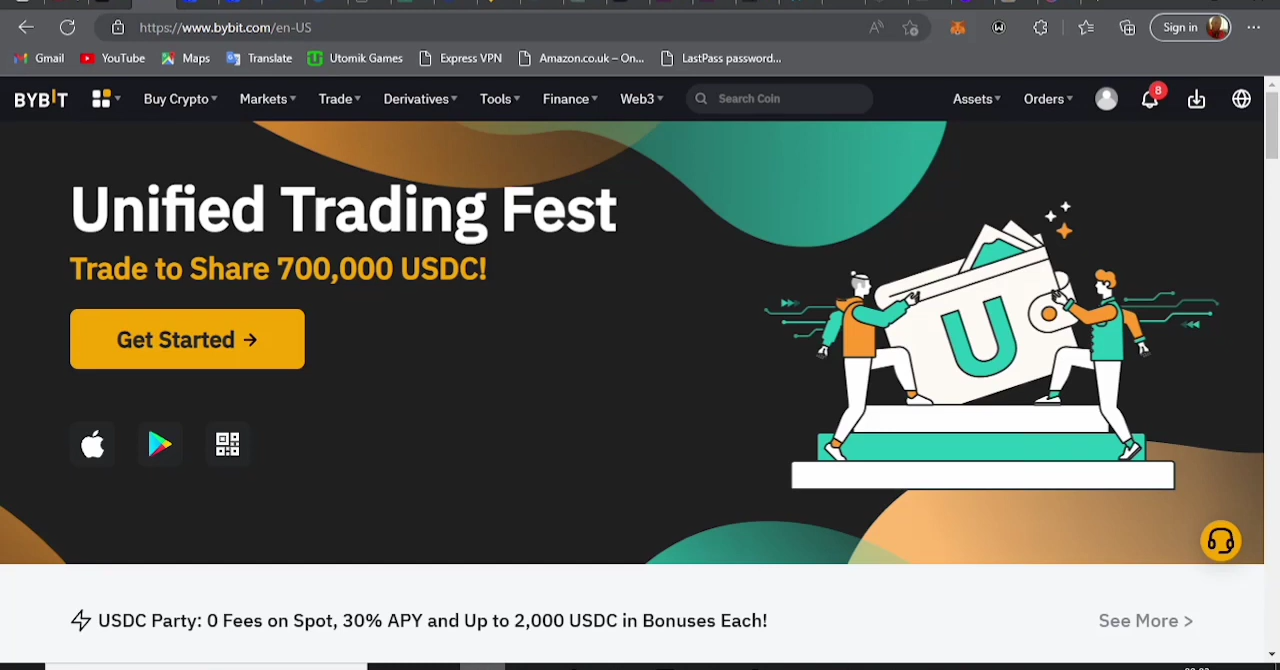 https://www.bybit.com/en-US
Sign in
Gmail
YouTube
Maps
Translate
Utomik Games
Express VPN
Amazon.co.uk – On...
LastPass password...
BYBIT
Buy Crypto
Markets
Trade
Derivatives
Tools
Finance
Web3
Search Coin
Assets
Orders
8
Unified Trading Fest
Trade to Share 700,000 USDC!
Get Started →
U
USDC Party: 0 Fees on Spot, 30% APY and Up to 2,000 USDC in Bonuses Each!
See More >